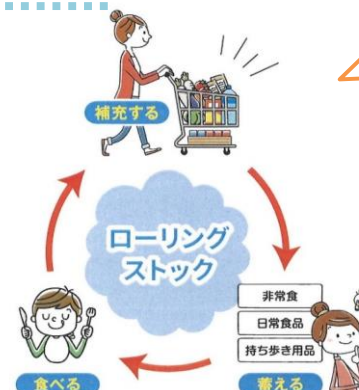 補充する
ローリング
ストック
非常食
日常食品
持ち歩き用品
蓄える
食べる